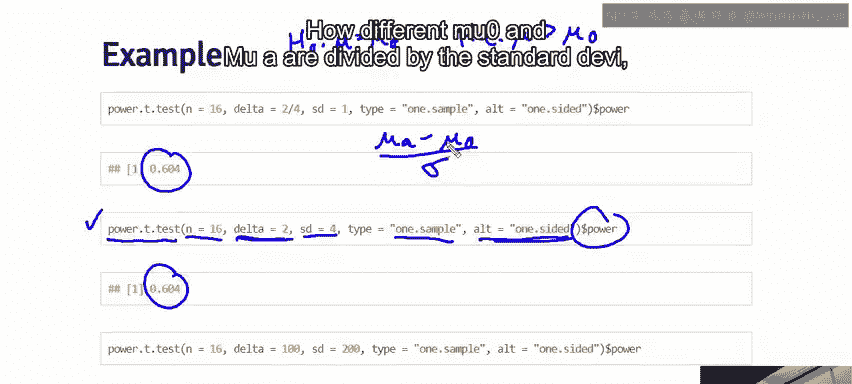 How different mu0 and
H₀: μ = μ₀ μ > μ₀
Example
Mu a are divided by the standard devi,
power.t.test(n = 16, delta = 2/4, sd = 1, type = "one.sample", alt = "one.sided")$power
μa - μ0
σ
## [1] 0.604
power.t.test(n = 16, delta = 2, sd = 4, type = "one.sample", alt = "one.sided")$power
## [1] 0.604
power.t.test(n = 16, delta = 100, sd = 200, type = "one.sample", alt = "one.sided")$power